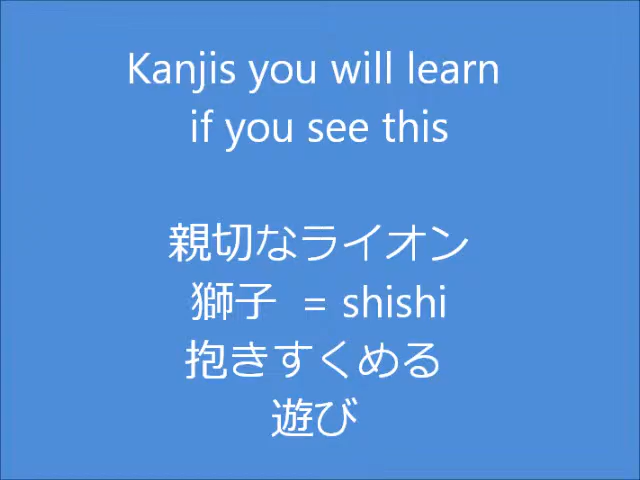 Kanjis you will learn
if you see this
親切なライオン
獅子 = shishi
抱きすくめる
遊び